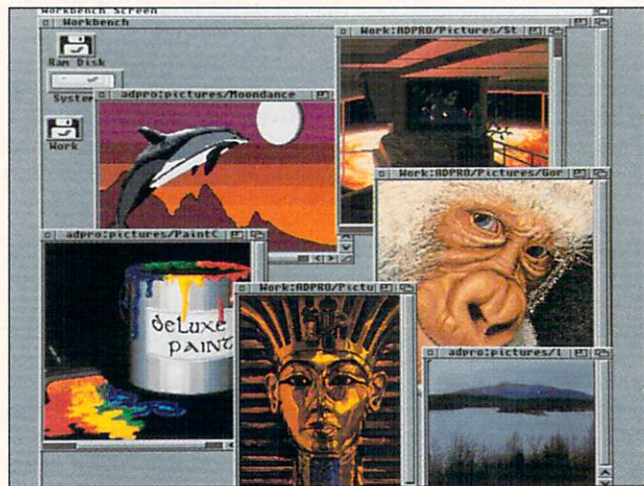 Workbench Screen
Workbench
Ram Disk
System
Work
Work:ADPRO/Pictures/St
adpro:pictures/Moondance
Work:ADPRO/Pictures/Gor
adpro:pictures/PaintC
deLuxe
PAINT
Work:ADPRO/Pictu
adpro:pictures/l